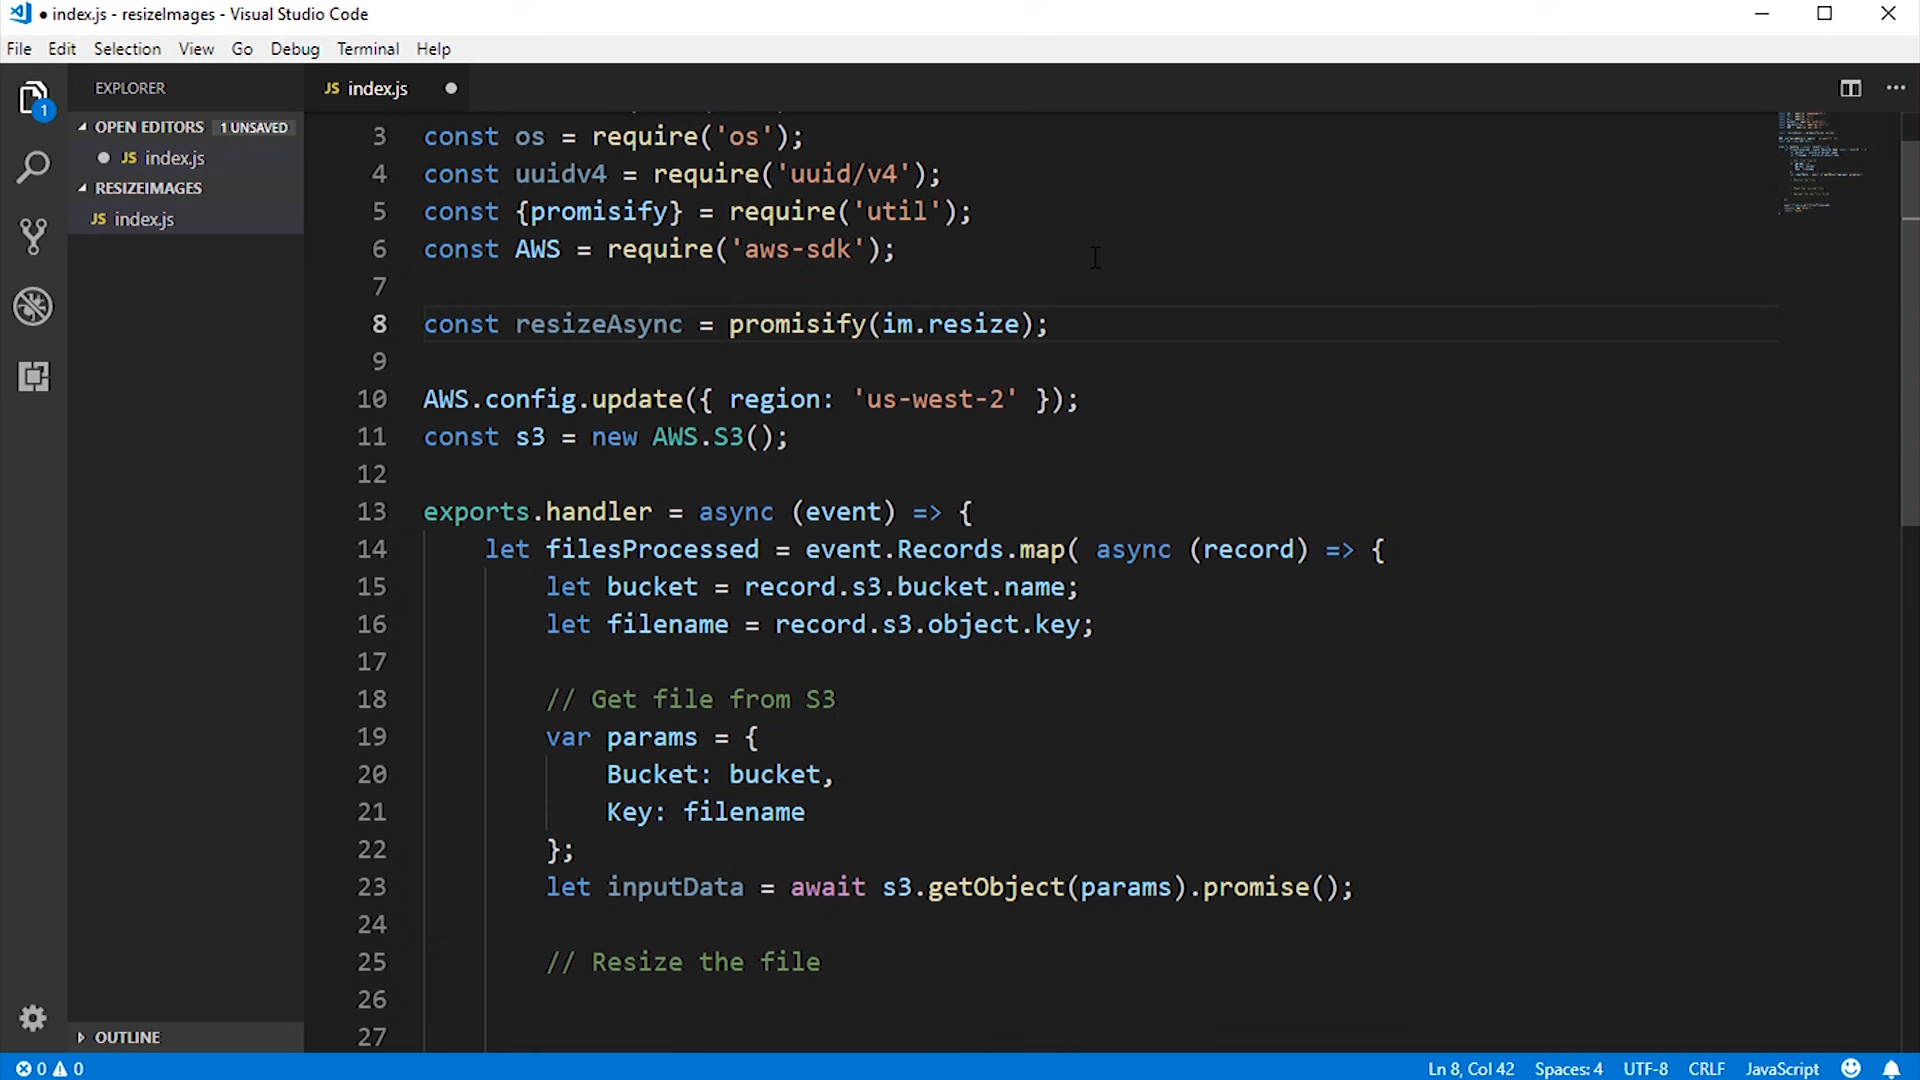 ● index.js - resizeImages - Visual Studio Code
File Edit Selection View Go Debug Terminal Help
EXPLORER
JS index.js
1
OPEN EDITORS 1 UNSAVED
JS index.js
RESIZEIMAGES
JS index.js
3 const os = require('os');
4 const uuidv4 = require('uuid/v4');
5 const {promisify} = require('util');
6 const AWS = require('aws-sdk');
7
8 const resizeAsync = promisify(im.resize);
9
10 AWS.config.update({ region: 'us-west-2' });
11 const s3 = new AWS.S3();
12
13 exports.handler = async (event) => {
14 let filesProcessed = event.Records.map( async (record) => {
15 let bucket = record.s3.bucket.name;
16 let filename = record.s3.object.key;
17
18 // Get file from S3
19 var params = {
20 Bucket: bucket,
21 Key: filename
22 };
23 let inputData = await s3.getObject(params).promise();
24
25 // Resize the file
26
27
OUTLINE
0 0
Ln 8, Col 42 Spaces: 4 UTF-8 CRLF JavaScript